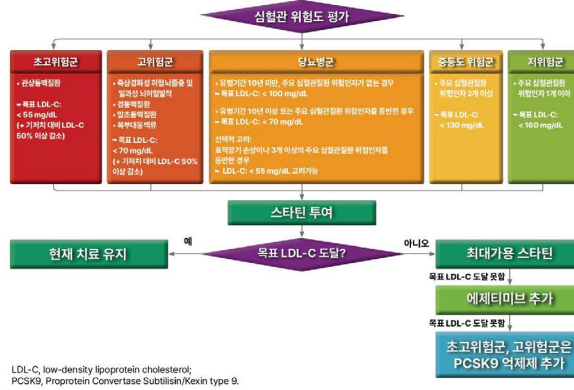 심혈관 위험도 평가
초고위험군
• 관상동맥질환
~ 목표 LDL-C:
< 55 mg/dL
(+ 기저치 대비 LDL-C
50% 이상 감소)
고위험군
• 죽상경화성 허혈뇌졸중 및
일과성 뇌허혈발작
• 경동맥질환
• 말초동맥질환
• 복부대동맥류
~ 목표 LDL-C:
< 70 mg/dL
(+ 기저치 대비 LDL-C 50%
이상 감소)
당뇨병군
• 유병기간 10년 미만, 주요 심혈관질환 위험인자가 없는 경우
~ 목표 LDL-C: < 100 mg/dL
• 유병기간 10년 이상 또는 주요 심혈관질환 위험인자를 동반한 경우
~ 목표 LDL-C: < 70 mg/dL
선택적 고려:
표적장기 손상이나 3개 이상의 주요 심혈관질환 위험인자를
동반한 경우
~ LDL-C: < 55 mg/dL 고려가능
중등도 위험군
• 주요 심혈관질환
위험인자 2개 이상
~ 목표 LDL-C:
< 130 mg/dL
저위험군
• 주요 심혈관질환
위험인자 1개 이하
~ 목표 LDL-C:
< 160 mg/dL
스타틴 투여
현재 치료 유지
예
목표 LDL-C 도달?
아니오
최대가용 스타틴
목표 LDL-C 도달 못함
에제티미브 추가
목표 LDL-C 도달 못함
초고위험군, 고위험군은
PCSK9 억제제 추가
LDL-C, low-density lipoprotein cholesterol;
PCSK9, Proprotein Convertase Subtilisin/Kexin type 9.